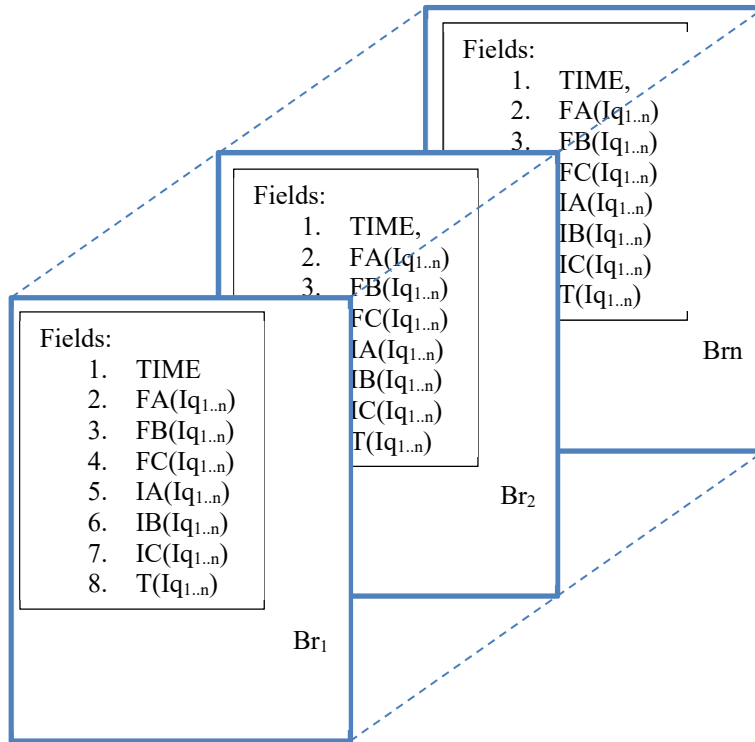 Fields:
1. TIME,
2. FA(Iq₁..ₙ)
3. FB(Iq₁..ₙ)
FC(Iq₁..ₙ)
IA(Iq₁..ₙ)
IB(Iq₁..ₙ)
IC(Iq₁..ₙ)
T(Iq₁..ₙ)
Brn
Fields:
1. TIME,
2. FA(Iq₁..ₙ)
3. FB(Iq₁..ₙ)
FC(Iq₁..ₙ)
IA(Iq₁..ₙ)
IB(Iq₁..ₙ)
IC(Iq₁..ₙ)
T(Iq₁..ₙ)
Br₂
Fields:
1. TIME
2. FA(Iq₁..ₙ)
3. FB(Iq₁..ₙ)
4. FC(Iq₁..ₙ)
5. IA(Iq₁..ₙ)
6. IB(Iq₁..ₙ)
7. IC(Iq₁..ₙ)
8. T(Iq₁..ₙ)
Br₁